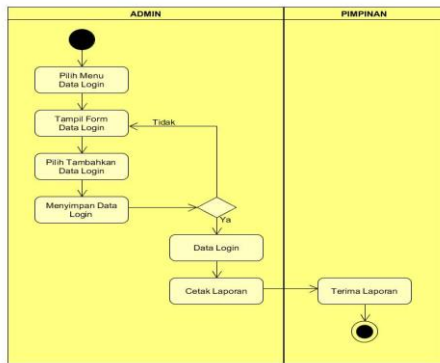 ADMIN
PIMPINAN
Pilih Menu
Data Login
Tampil Form
Data Login
Tidak
Pilih Tambahkan
Data Login
Menyimpan Data
Login
Ya
Data Login
Cetak Laporan
Terima Laporan